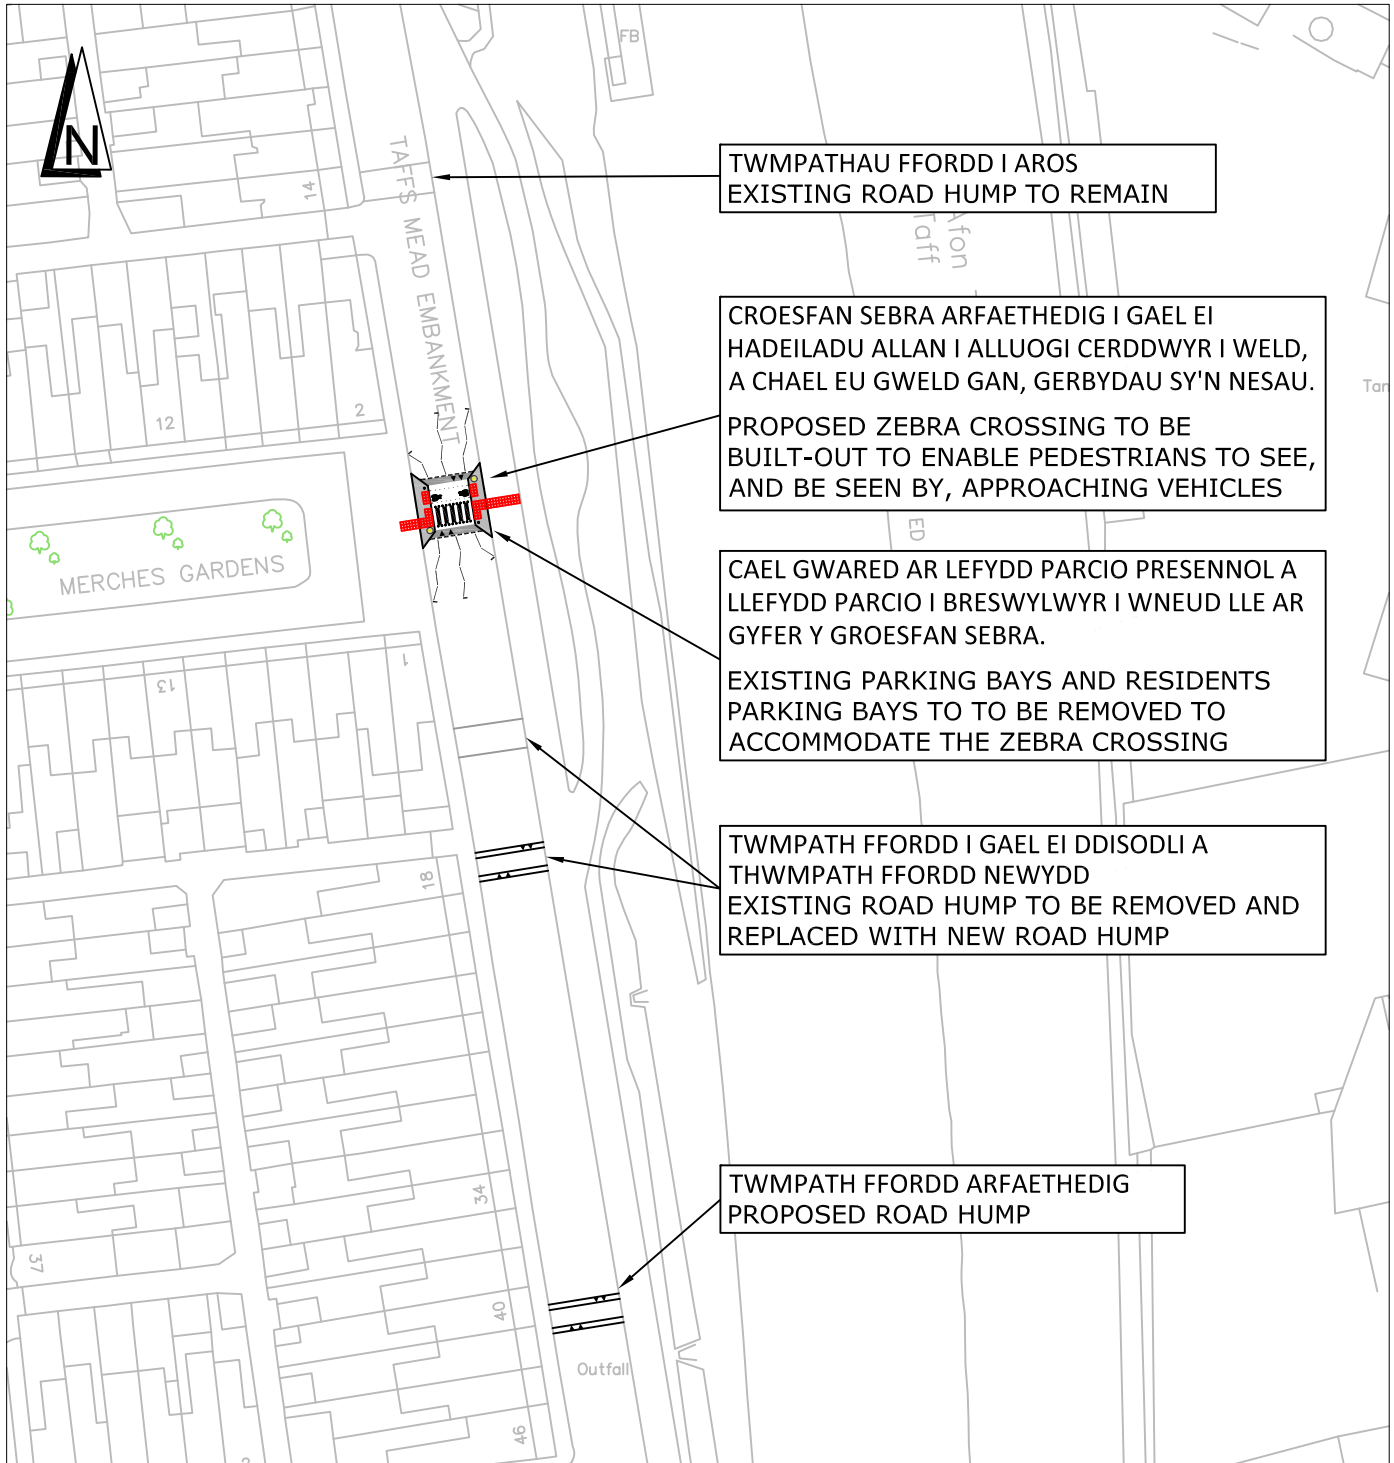 FB
N
TAFFS MEAD EMBANKMENT
14
TWMPATHAU FFORDD I AROS
EXISTING ROAD HUMP TO REMAIN
Afon
Taff
CROESFAN SEBRA ARFAETHEDIG I GAEL EI
HADEILADU ALLAN I ALLUOGI CERDDWYR I WELD,
A CHAEL EU GWELD GAN, GERBYDAU SY'N NESAU.
PROPOSED ZEBRA CROSSING TO BE
BUILT-OUT TO ENABLE PEDESTRIANS TO SEE,
AND BE SEEN BY, APPROACHING VEHICLES
Tan
12
2
ED
MERCHES GARDENS
CAEL GWARED AR LEFYDD PARCIO PRESENNOL A
LLEFYDD PARCIO I BRESWYLWYR I WNEUD LLE AR
GYFER Y GROESFAN SEBRA.
EXISTING PARKING BAYS AND RESIDENTS
PARKING BAYS TO TO BE REMOVED TO
ACCOMMODATE THE ZEBRA CROSSING
1
13
TWMPATH FFORDD I GAEL EI DDISODLI A
THWMPATH FFORDD NEWYDD
EXISTING ROAD HUMP TO BE REMOVED AND
REPLACED WITH NEW ROAD HUMP
18
TWMPATH FFORDD ARFAETHEDIG
PROPOSED ROAD HUMP
34
37
40
Outfall
46